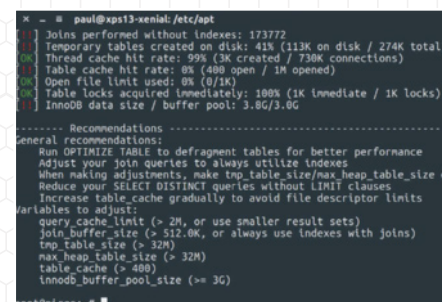 paul@xps13-xenial: /etc/apt
[!!] Joins performed without indexes: 173772
[!!] Temporary tables created on disk: 41% (113K on disk / 274K total
[OK] Thread cache hit rate: 99% (3K created / 730K connections)
[!!] Table cache hit rate: 0% (400 open / 1M opened)
[OK] Open file limit used: 0% (0/1K)
[OK] Table locks acquired immediately: 100% (1K immediate / 1K locks)
[!!] InnoDB data size / buffer pool: 3.8G/3.0G
-------- Recommendations --------
General recommendations:
Run OPTIMIZE TABLE to defragment tables for better performance
Adjust your join queries to always utilize indexes
When making adjustments, make tmp_table_size/max_heap_table_size
Reduce your SELECT DISTINCT queries without LIMIT clauses
Increase table_cache gradually to avoid file descriptor limits
Variables to adjust:
query_cache_limit (> 2M, or use smaller result sets)
join_buffer_size (> 512.0K, or always use indexes with joins)
tmp_table_size (> 32M)
max_heap_table_size (> 32M)
table_cache (> 400)
innodb_buffer_pool_size (>= 3G)